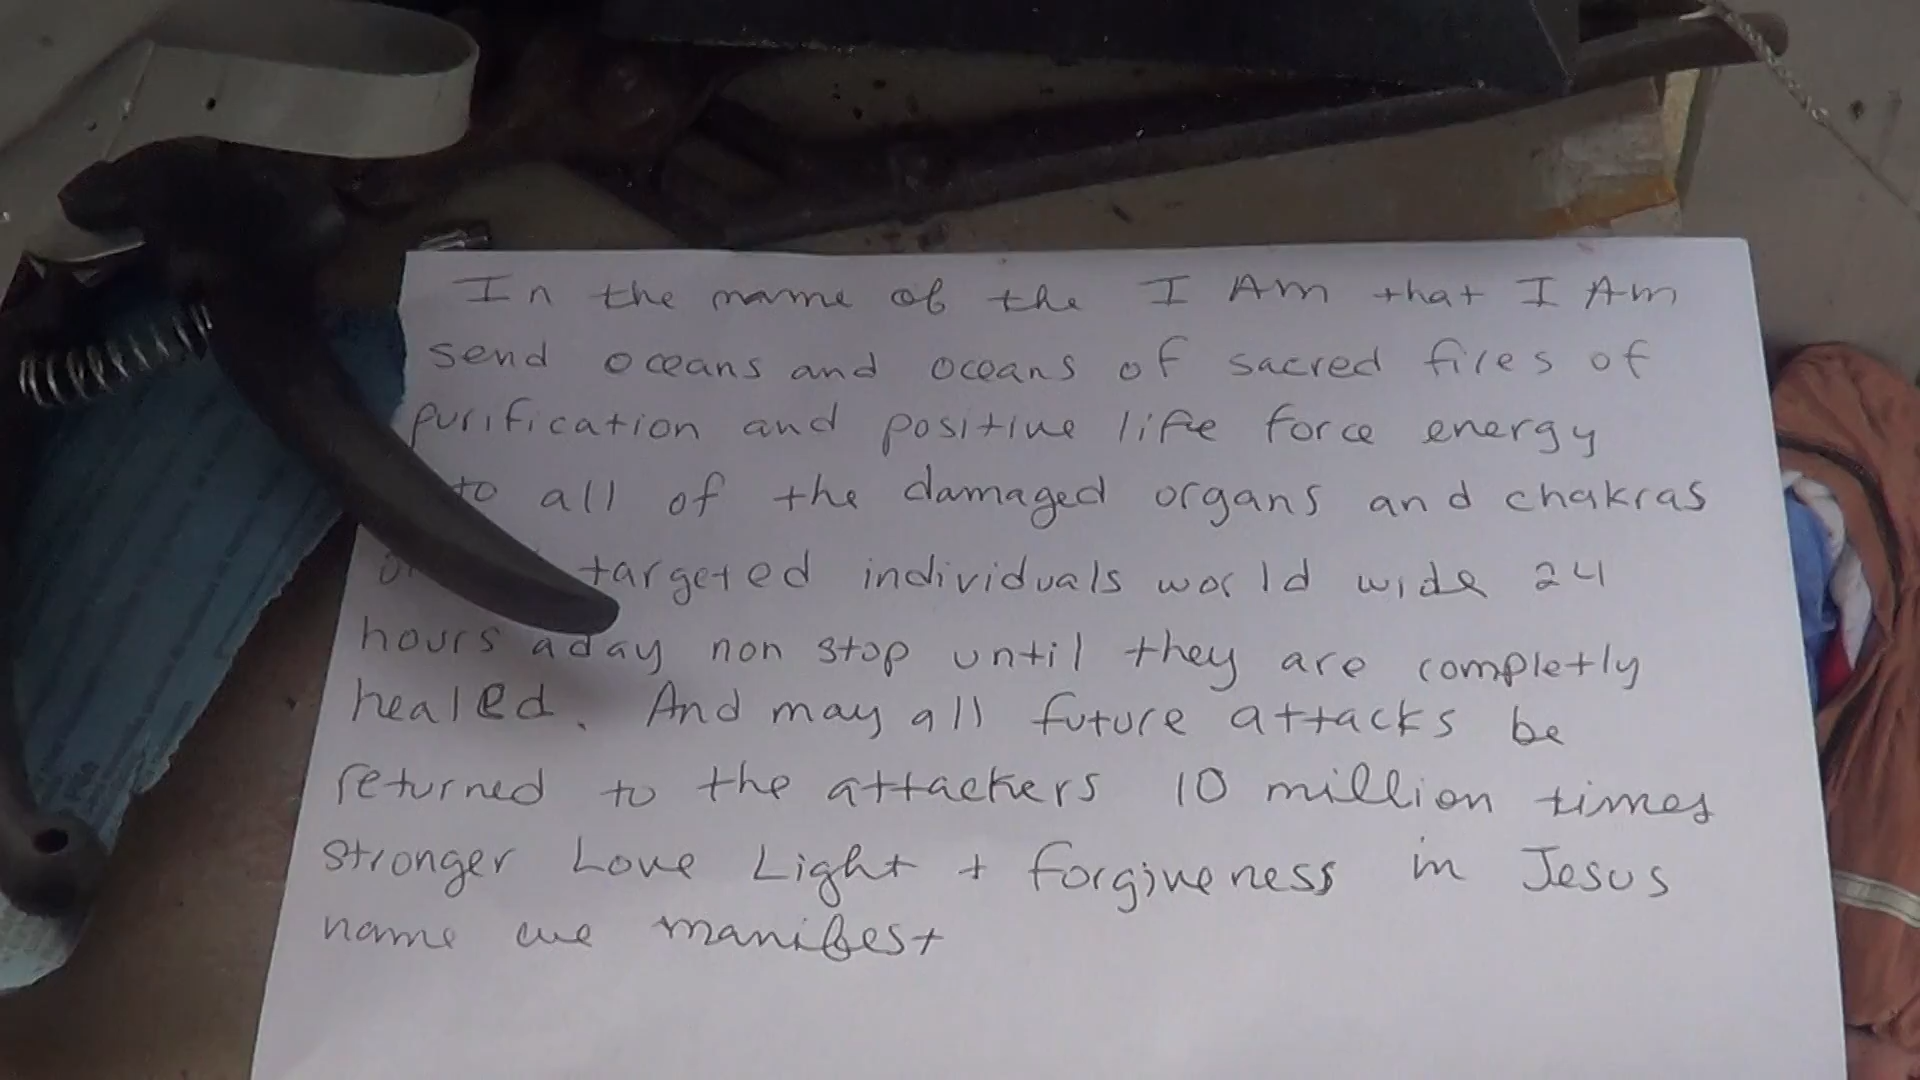 In the name of the I Am that I Am
send oceans and oceans of sacred fires of
purification and positive life force energy
to all of the damaged organs and chakras
targeted individuals world wide 24
hours a day non stop until they are completly
healed. And may all future attacks be
returned to the attackers 10 million times
stronger Love Light + forgiveness in Jesus
name we manifest